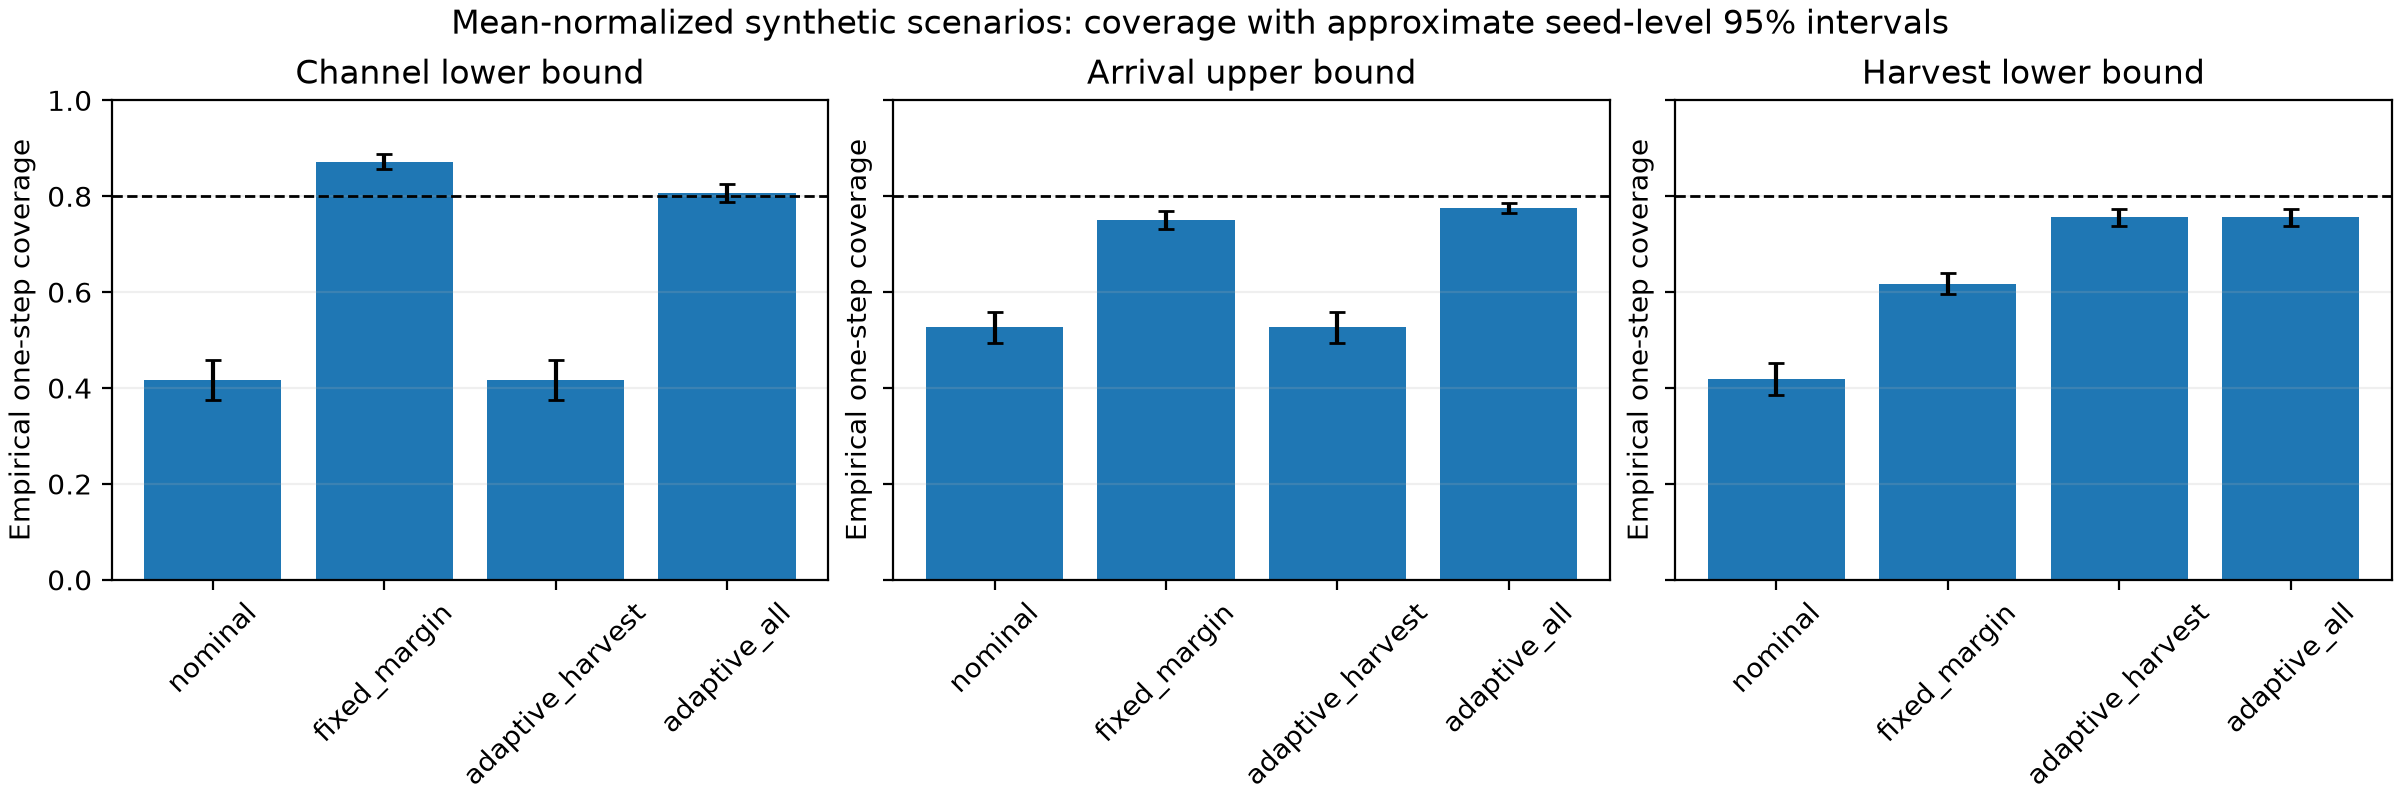 Mean-normalized synthetic scenarios: coverage with approximate seed-level 95% intervals
Channel lower bound
Empirical one-step coverage
1.0
0.8
0.6
0.4
0.2
0.0
nominal
fixed_margin
adaptive_harvest
adaptive_all
Arrival upper bound
Empirical one-step coverage
nominal
fixed_margin
adaptive_harvest
adaptive_all
Harvest lower bound
Empirical one-step coverage
nominal
fixed_margin
adaptive_harvest
adaptive_all